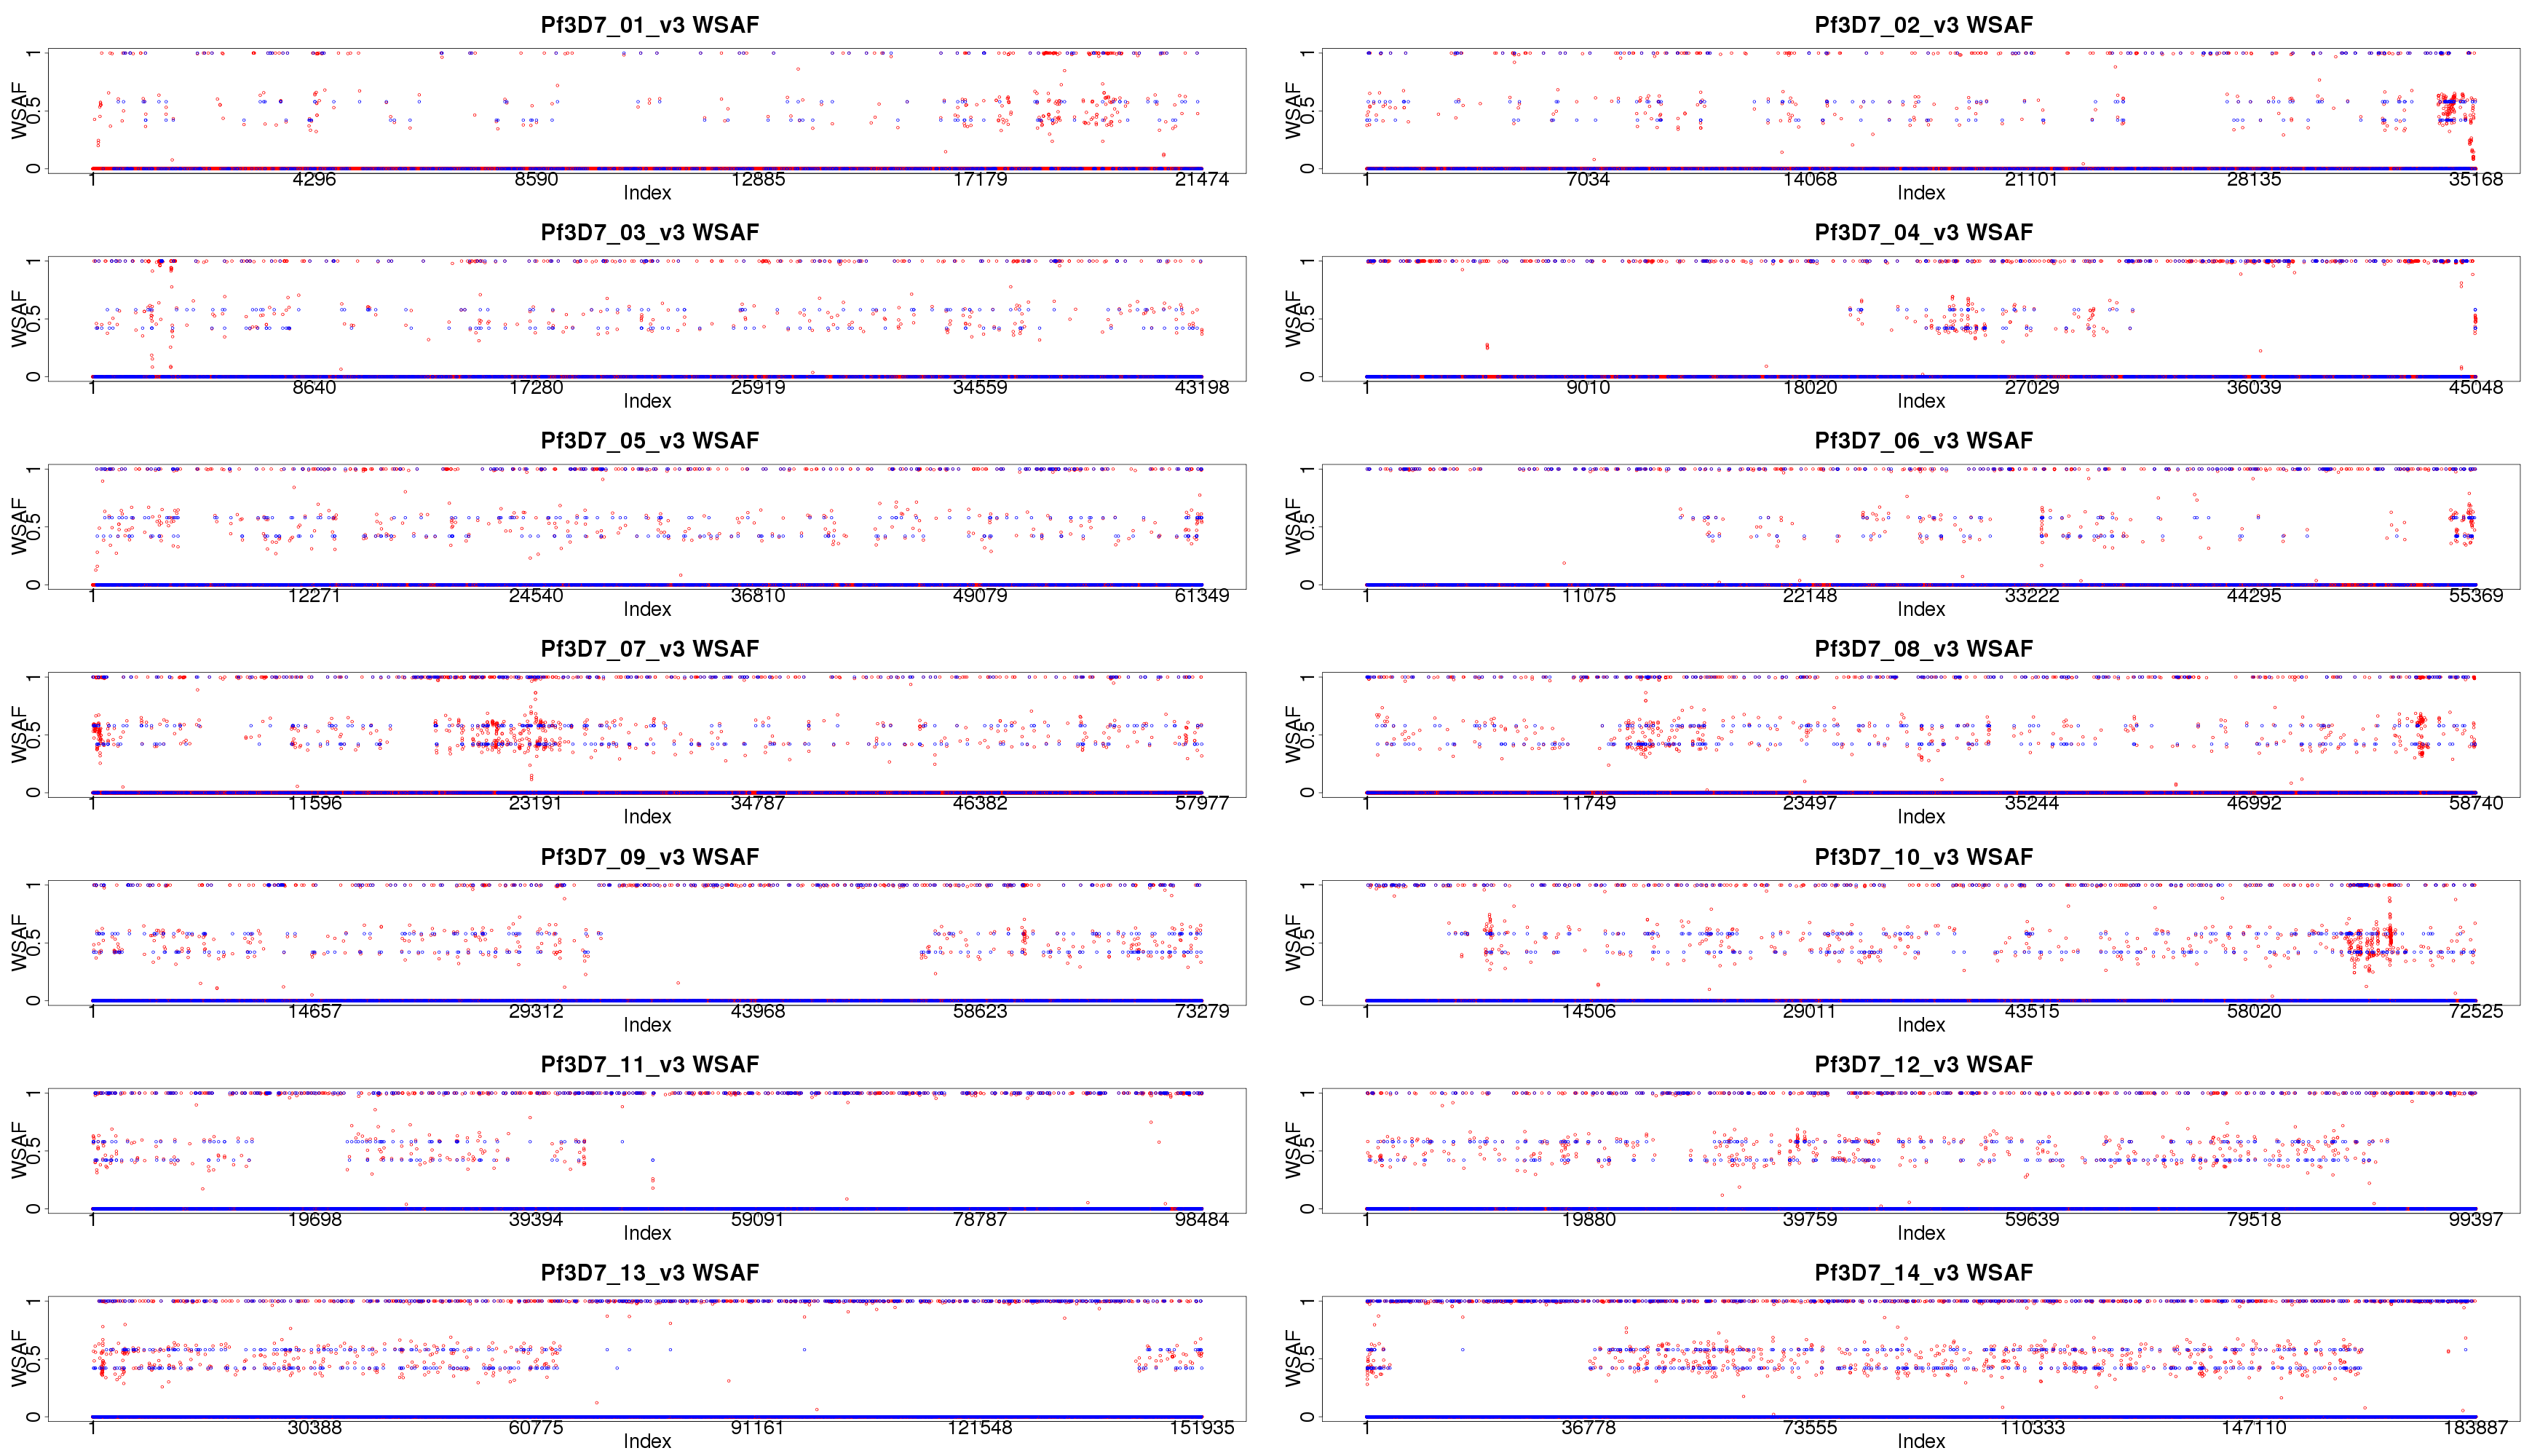 Pf3D7_01_v3 WSAF
WSAF
0 0.5 1
1 4296 8590 12885 17179 21474
Index
Pf3D7_02_v3 WSAF
WSAF
0 0.5 1
1 7034 14068 21101 28135 35168
Index
Pf3D7_03_v3 WSAF
WSAF
0 0.5 1
1 8640 17280 25919 34559 43198
Index
Pf3D7_04_v3 WSAF
WSAF
0 0.5 1
1 9010 18020 27029 36039 45048
Index
Pf3D7_05_v3 WSAF
WSAF
0 0.5 1
1 12271 24540 36810 49079 61349
Index
Pf3D7_06_v3 WSAF
WSAF
0 0.5 1
1 11075 22148 33222 44295 55369
Index
Pf3D7_07_v3 WSAF
WSAF
0 0.5 1
1 11596 23191 34787 46382 57977
Index
Pf3D7_08_v3 WSAF
WSAF
0 0.5 1
1 11749 23497 35244 46992 58740
Index
Pf3D7_09_v3 WSAF
WSAF
0 0.5 1
1 14657 29312 43968 58623 73279
Index
Pf3D7_10_v3 WSAF
WSAF
0 0.5 1
1 14506 29011 43515 58020 72525
Index
Pf3D7_11_v3 WSAF
WSAF
0 0.5 1
1 19698 39394 59091 78787 98484
Index
Pf3D7_12_v3 WSAF
WSAF
0 0.5 1
1 19880 39759 59639 79518 99397
Index
Pf3D7_13_v3 WSAF
WSAF
0 0.5 1
1 30388 60775 91161 121548 151935
Index
Pf3D7_14_v3 WSAF
WSAF
0 0.5 1
1 36778 73555 110333 147110 183887
Index